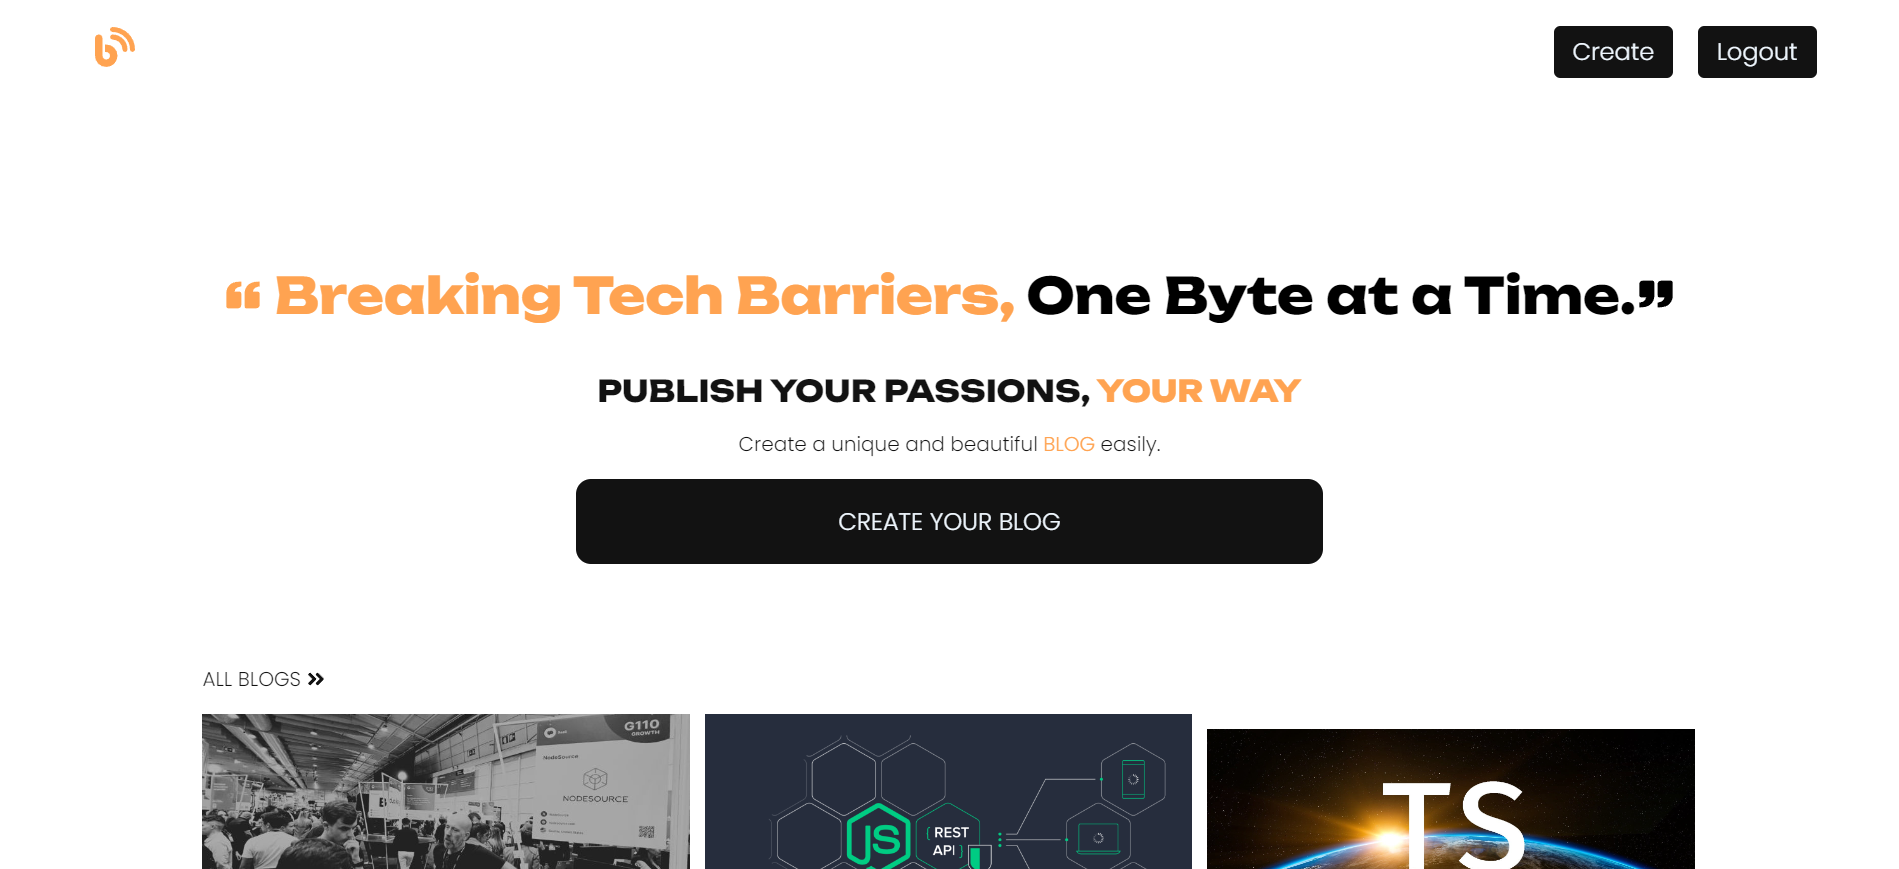 Create
Logout
“ Breaking Tech Barriers, One Byte at a Time.”
PUBLISH YOUR PASSIONS, YOUR WAY
Create a unique and beautiful BLOG easily.
CREATE YOUR BLOG
ALL BLOGS »
G110
GROWTH
NodeSource
NODESOURCE
JS
{ REST
API }
TS